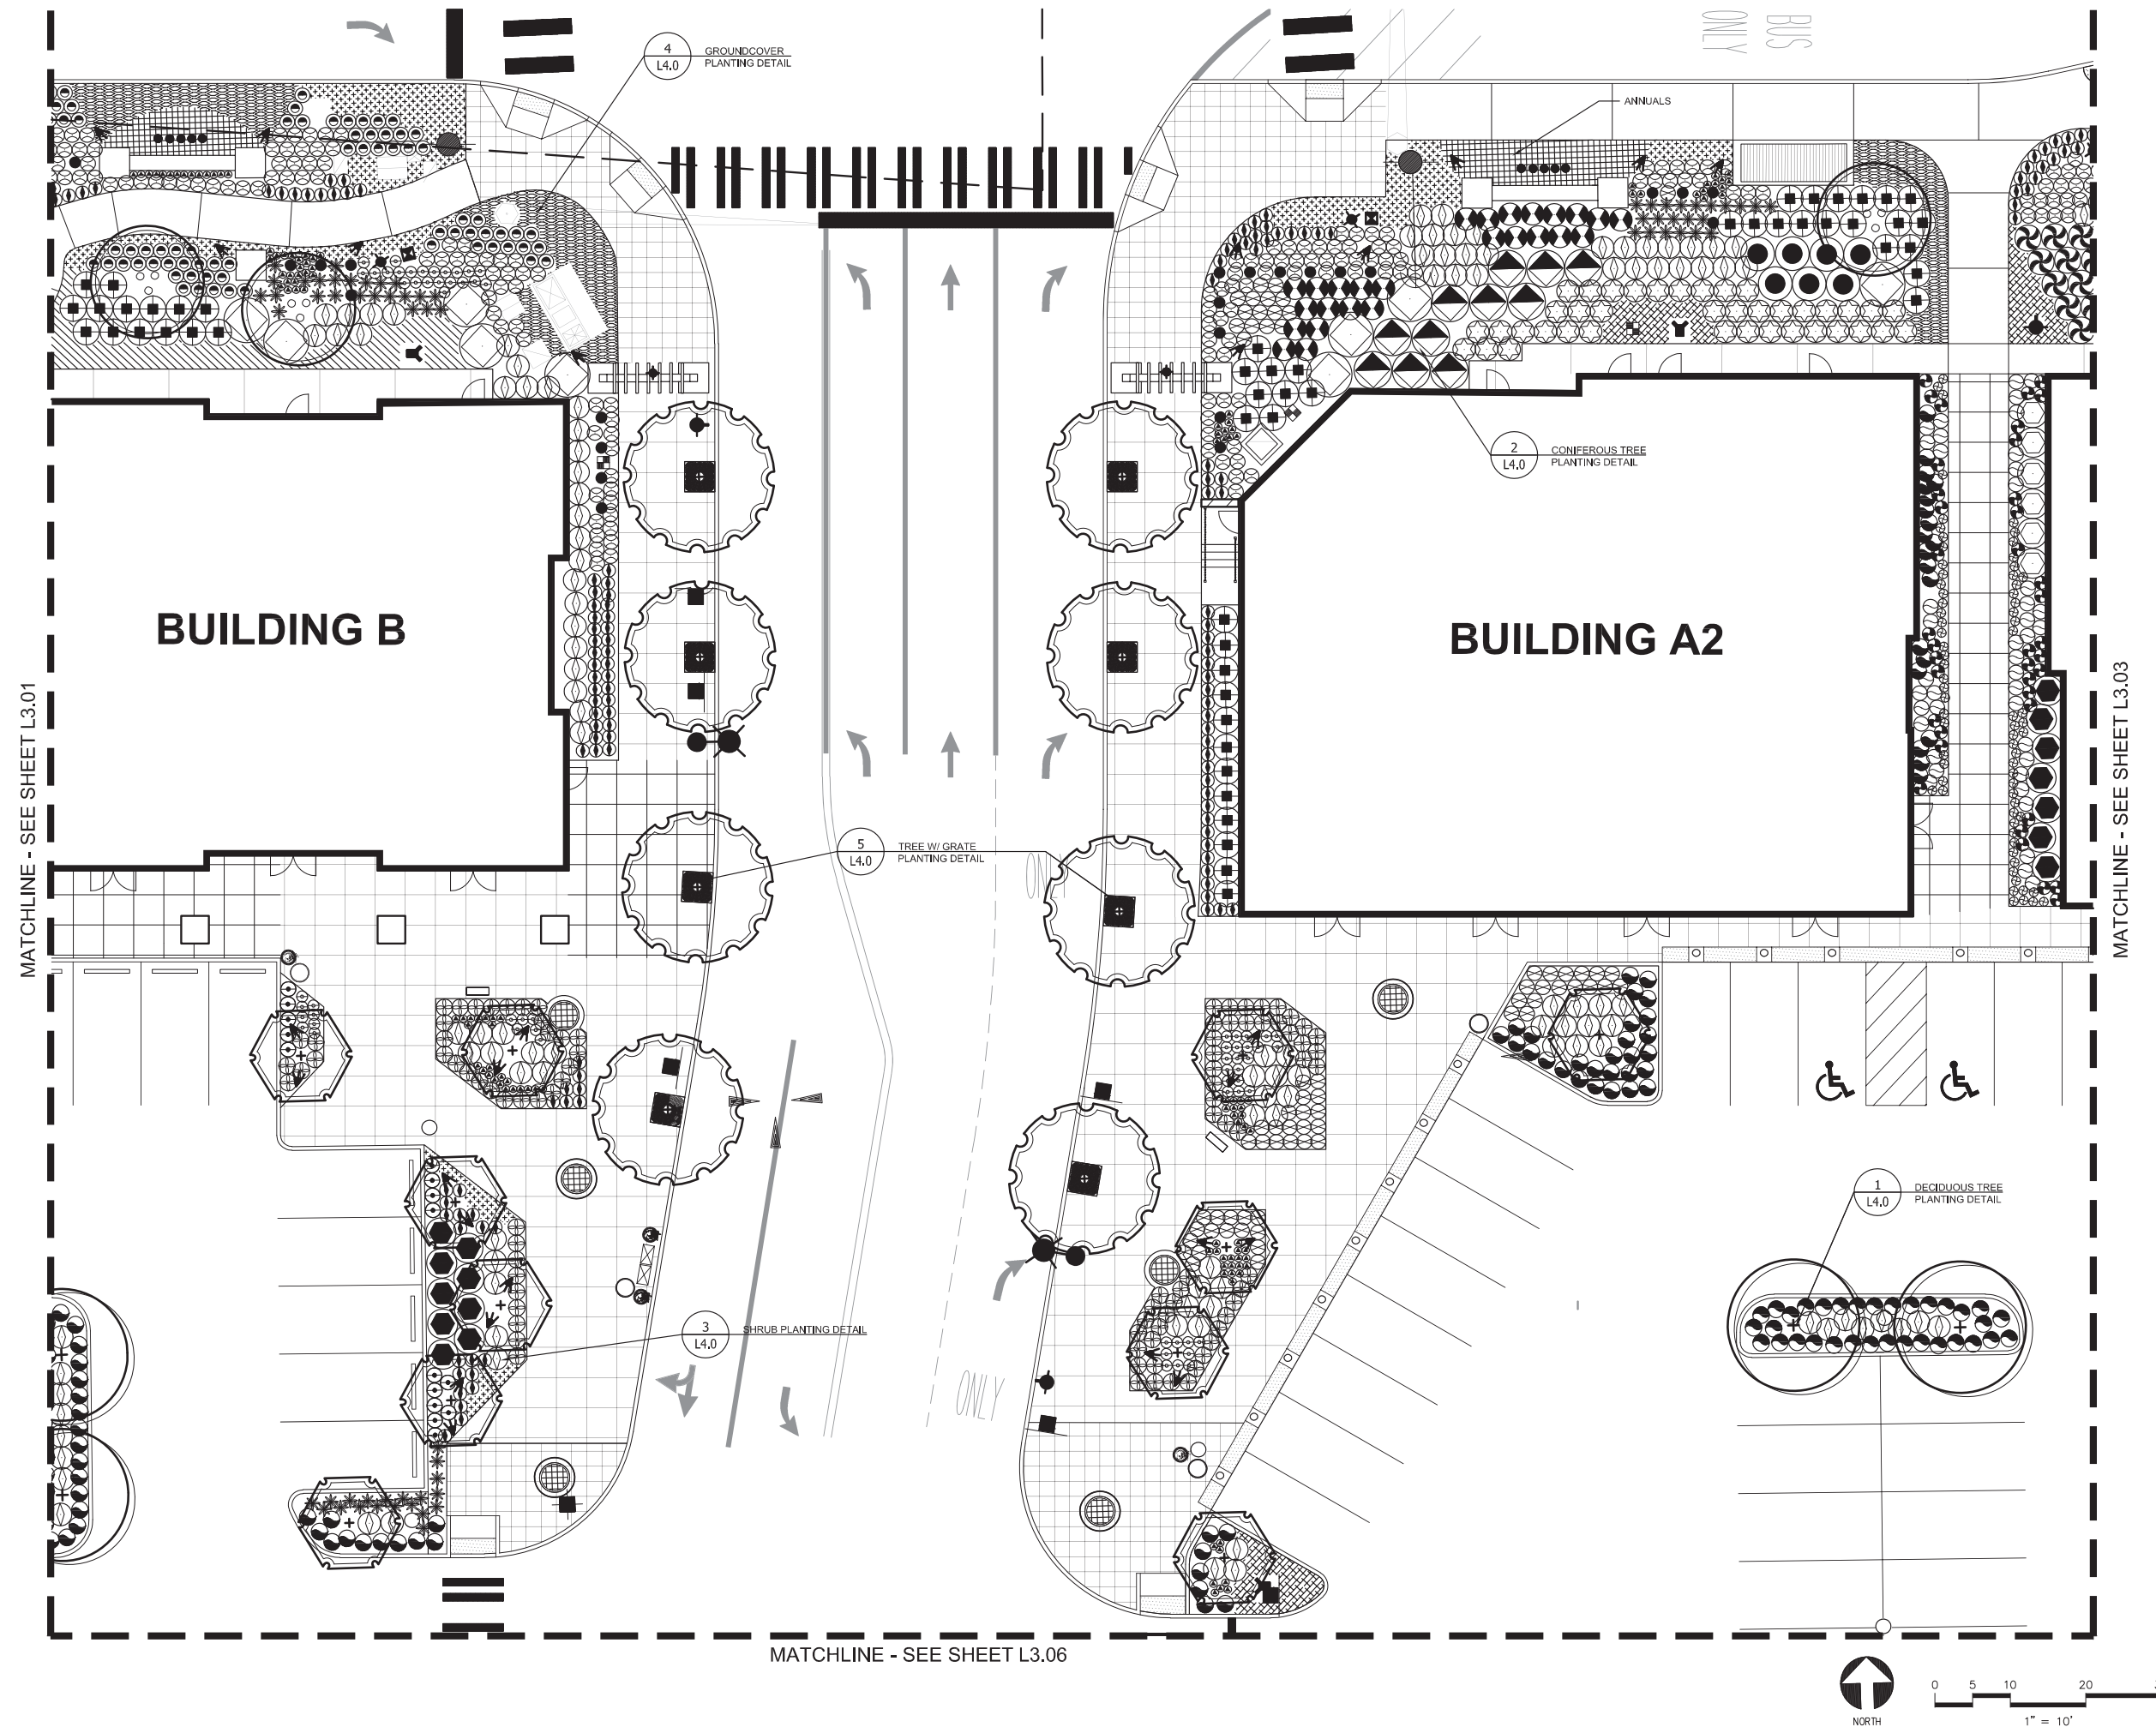 BUS
ONLY
4
L4.0
GROUNDCOVER
PLANTING DETAIL
ANNUALS
2
L4.0
CONIFEROUS TREE
PLANTING DETAIL
BUILDING B
BUILDING A2
MATCHLINE - SEE SHEET L3.01
MATCHLINE - SEE SHEET L3.03
5
L4.0
TREE W/ GRATE
PLANTING DETAIL
ONLY
1
L4.0
DECIDUOUS TREE
PLANTING DETAIL
3
L4.0
SHRUB PLANTING DETAIL
ONLY
MATCHLINE - SEE SHEET L3.06
NORTH
0 5 10 20
1" = 10'